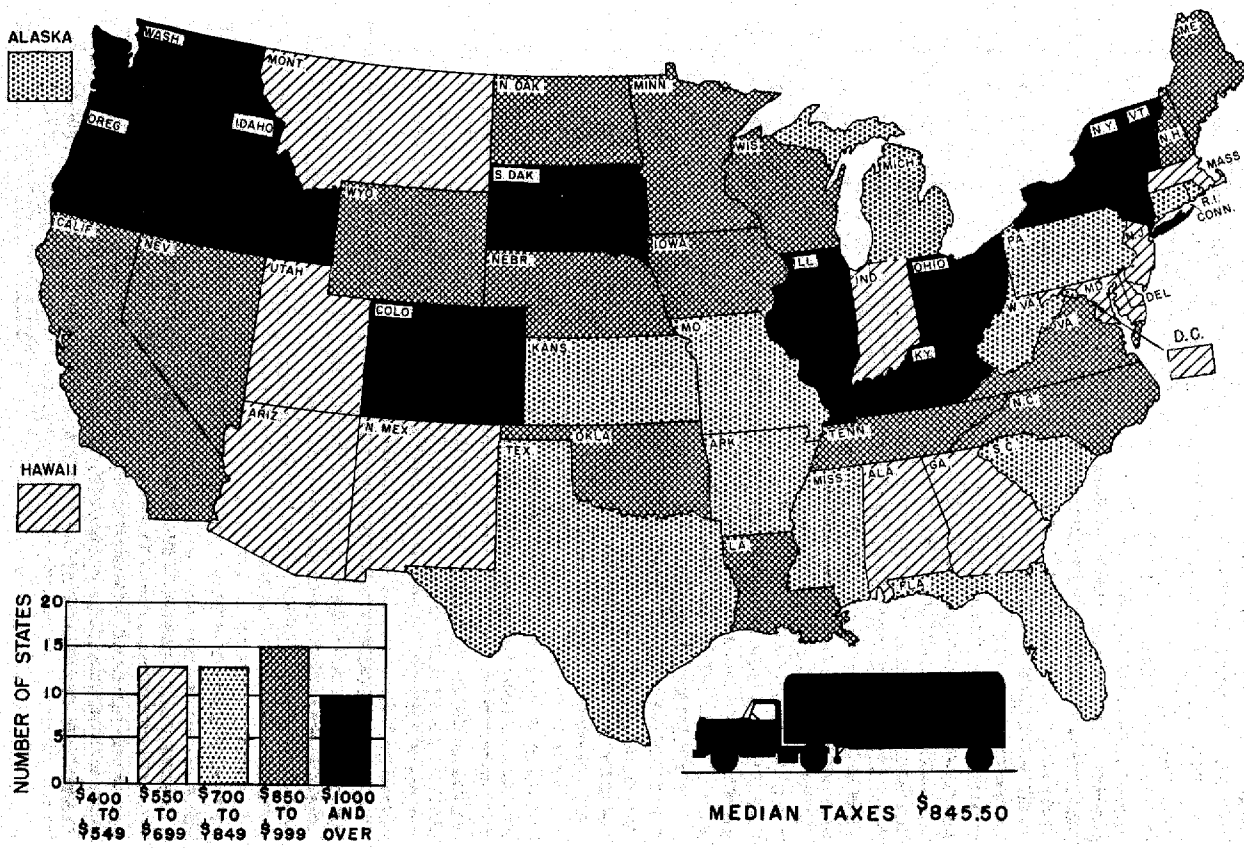 ALASKA
WASH.
MONT.
N. DAK.
MINN.
ME.
OREG.
IDAHO
S. DAK.
WIS.
MICH.
N.Y.
VT.
N.H.
MASS
R.I.
CONN.
WYO.
CALIF.
NEV.
UTAH
NEBR.
IOWA
ILL.
IND.
OHIO
PA.
N.J.
MD.
DEL
W.VA.
VA.
D.C.
COLO.
KANS
MO.
KY.
HAWAII
ARIZ.
N. MEX.
TEX.
OKLA.
ARK.
TENN.
N.C.
S.C.
MISS.
ALA.
GA.
LA.
FLA.
NUMBER OF STATES
20
15
10
5
0
$400 TO $549
$550 TO $699
$700 TO $849
$850 TO $999
$1000 AND OVER
MEDIAN TAXES $845.50